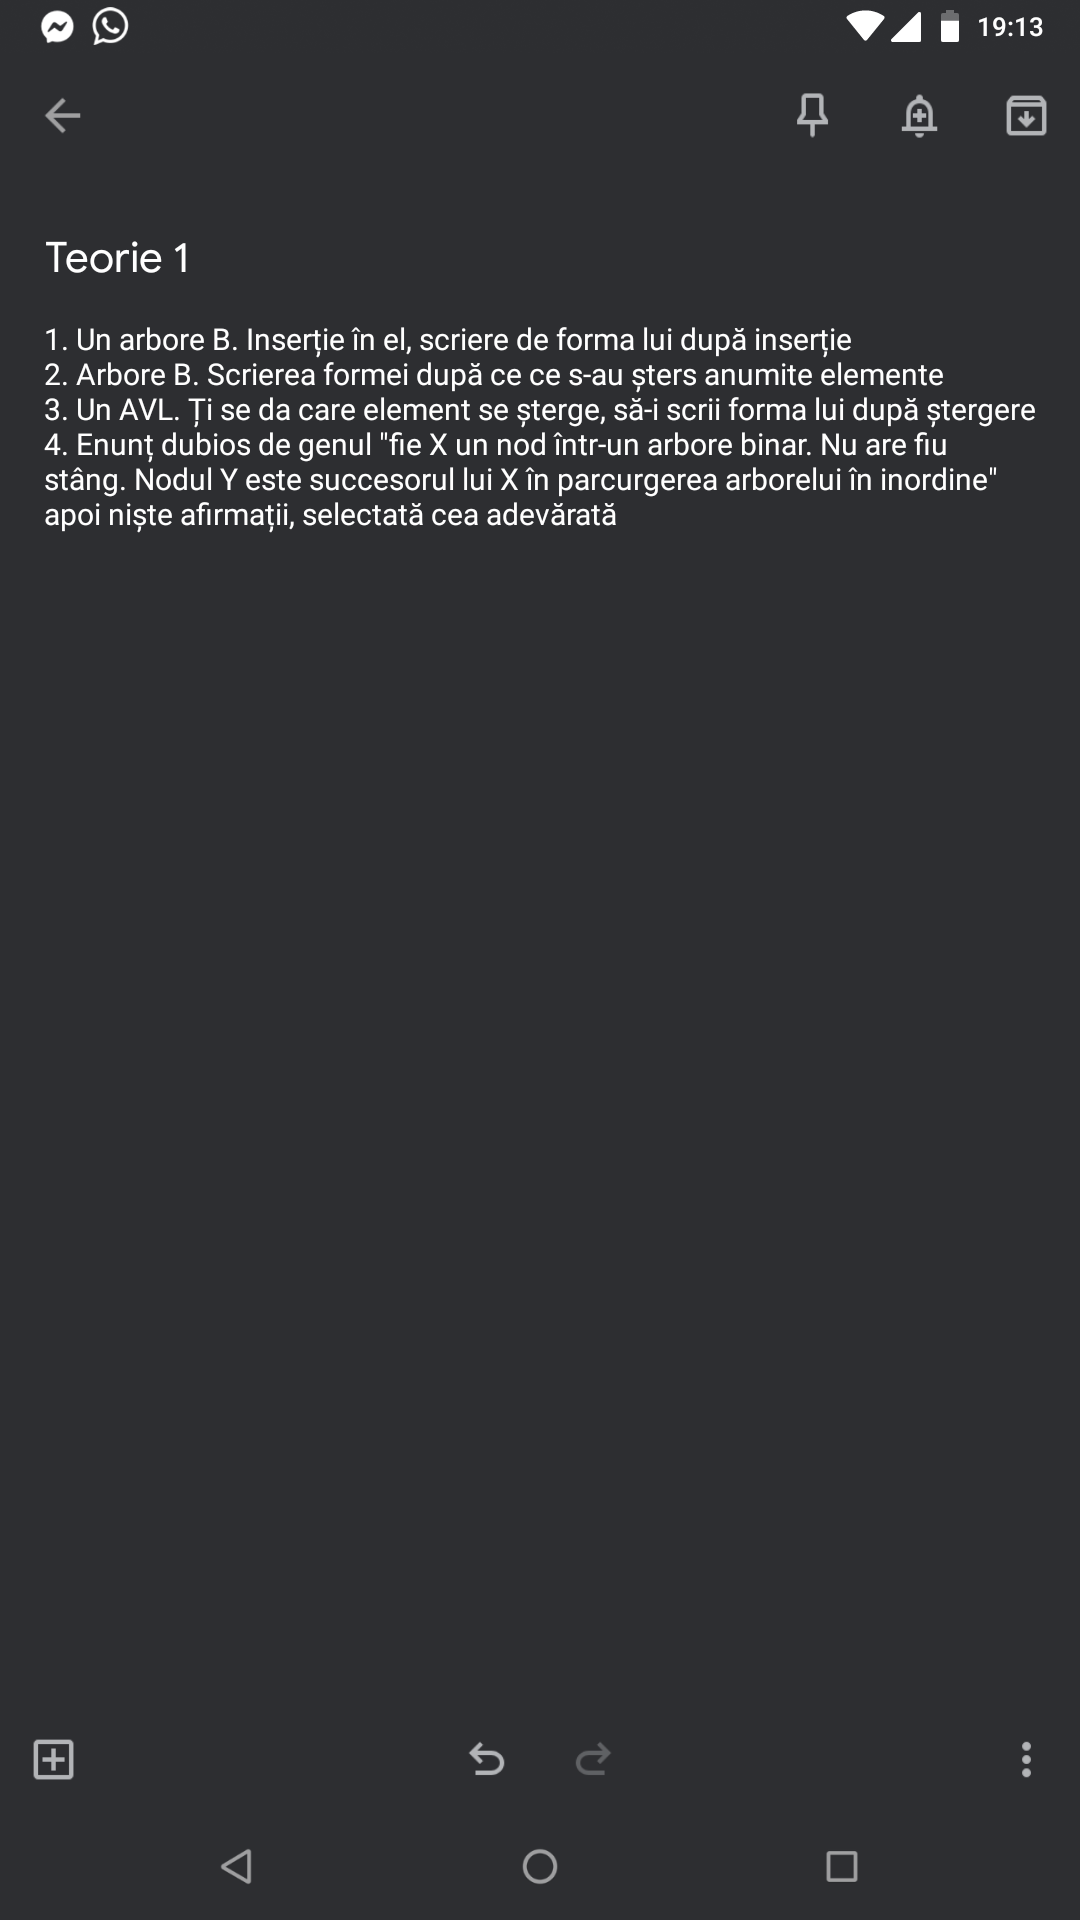 19:13
Teorie 1
1. Un arbore B. Inserție în el, scriere de forma lui după inserție
2. Arbore B. Scrierea formei după ce ce s-au șters anumite elemente
3. Un AVL. Ți se da care element se șterge, să-i scrii forma lui după ștergere
4. Enunț dubios de genul "fie X un nod într-un arbore binar. Nu are fiu
stâng. Nodul Y este succesorul lui X în parcurgerea arborelui în inordine"
apoi niște afirmații, selectată cea adevărată